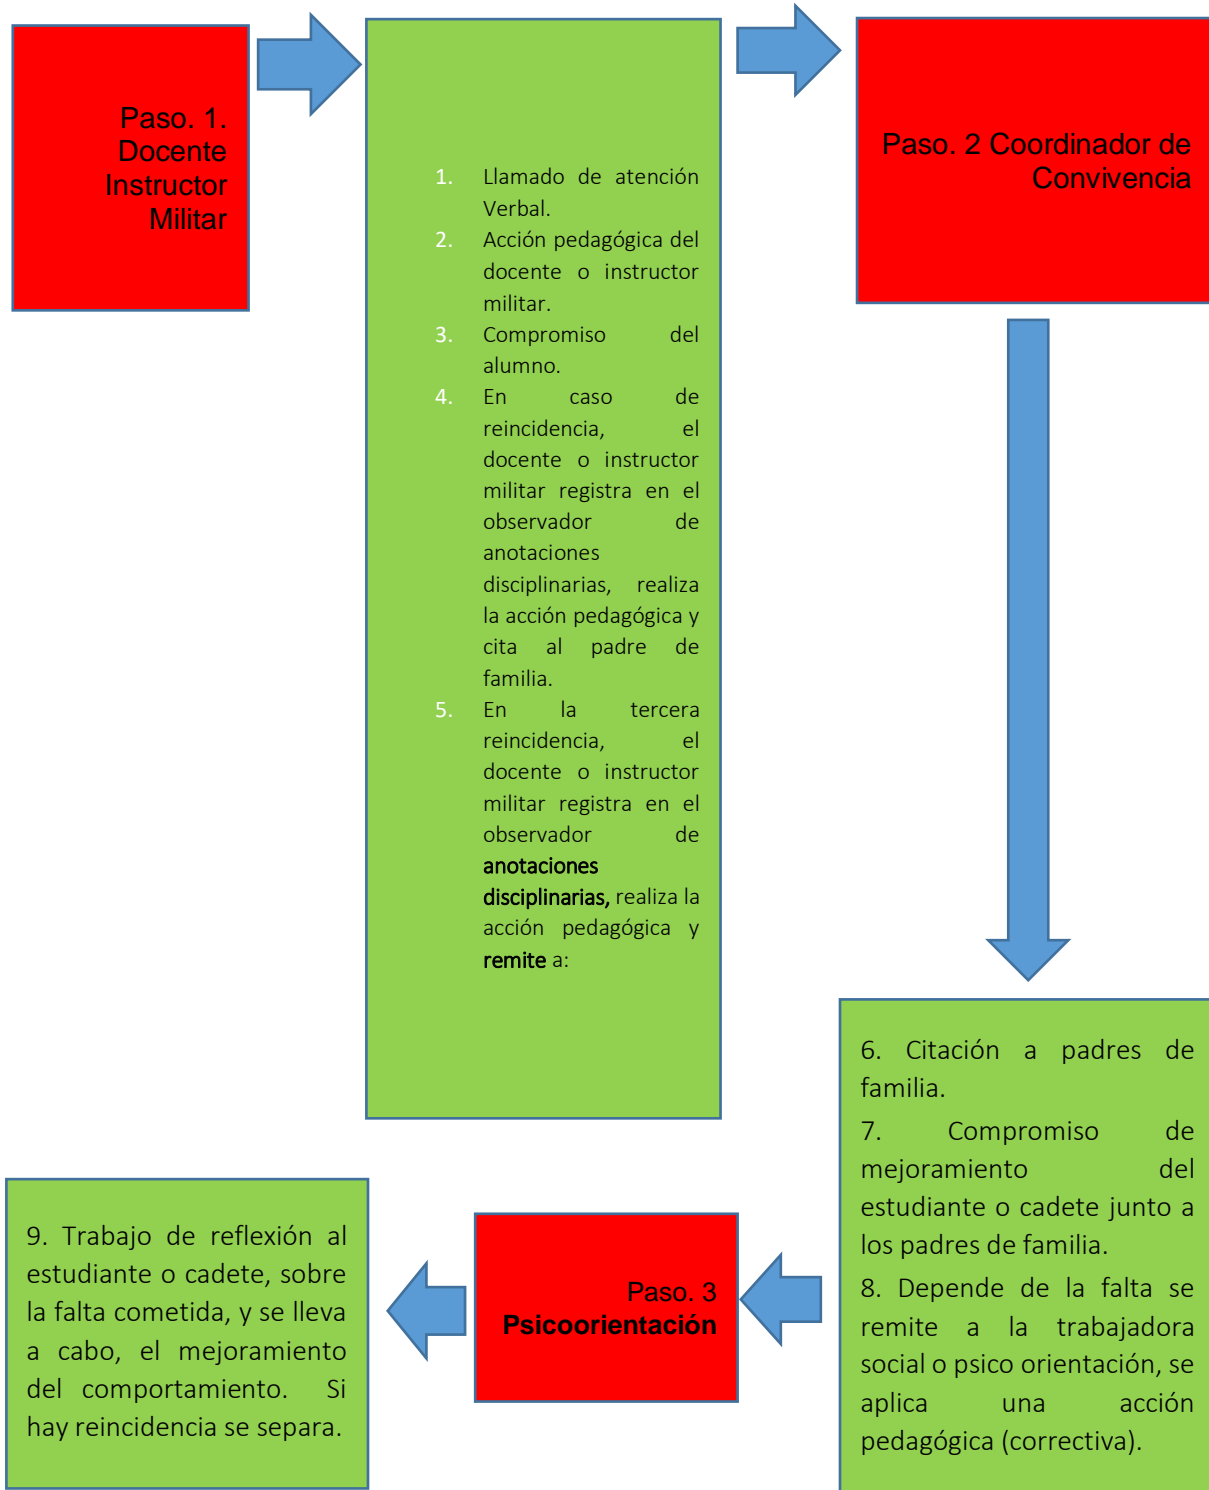 Paso. 1.
Docente
Instructor
Militar
1. Llamado de atención
Verbal.
2. Acción pedagógica del
docente o instructor
militar.
3. Compromiso del
alumno.
4. En caso de
reincidencia, el
docente o instructor
militar registra en el
observador de
anotaciones
disciplinarias, realiza
la acción pedagógica y
cita al padre de
familia.
5. En la tercera
reincidencia, el
docente o instructor
militar registra en el
observador de
anotaciones
disciplinarias, realiza la
acción pedagógica y
remite a:
Paso. 2 Coordinador de
Convivencia
6. Citación a padres de
familia.
7. Compromiso de
mejoramiento del
estudiante o cadete junto a
los padres de familia.
8. Depende de la falta se
remite a la trabajadora
social o psico orientación, se
aplica una acción
pedagógica (correctiva).
Paso. 3
Psicoorientación
9. Trabajo de reflexión al
estudiante o cadete, sobre
la falta cometida, y se lleva
a cabo, el mejoramiento
del comportamiento. Si
hay reincidencia se separa.